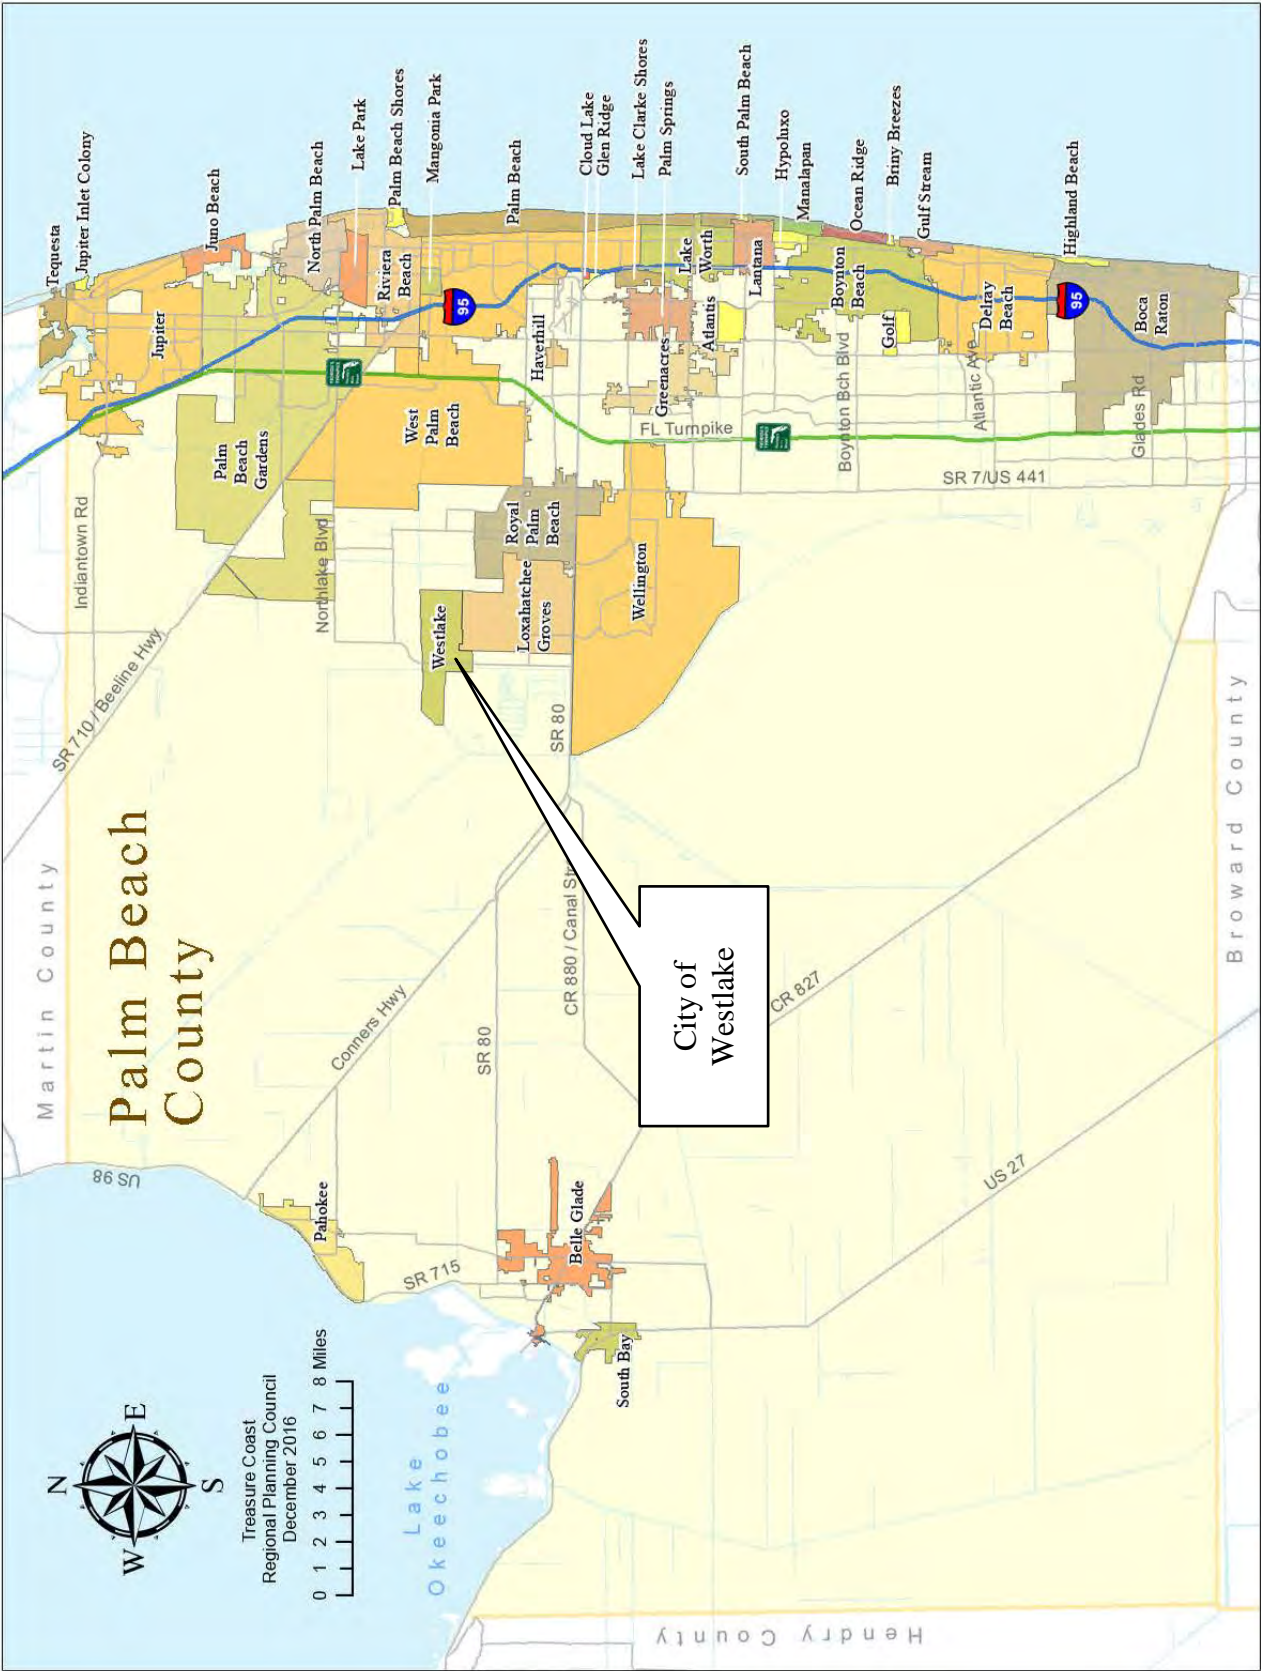 Martin County
Palm Beach
County
N
W
E
S
Treasure Coast
Regional Planning Council
December 2016
0 1 2 3 4 5 6 7 8 Miles
Lake
Okeechobee
Hendry County
Broward County
US 98
SR 715
Pahokee
Belle Glade
South Bay
Conners Hwy
SR 80
CR 880 / Canal Str
CR 827
US 27
City of
Westlake
SR 710 / Beeline Hwy
Indiantown Rd
Northlake Blvd
SR 80
Westlake
Loxahatchee
Groves
Royal
Palm
Beach
Wellington
Palm
Beach
Gardens
West
Palm
Beach
FL Turnpike
SR 7/US 441
Boynton Bch Blvd
Atlantic Ave
Glades Rd
Jupiter
Riviera
Beach
95
Haverhill
Greenacres
Atlantis
Lake
Worth
Lantana
Boynton
Beach
Golf
Delray
Beach
95
Boca
Raton
Tequesta
Jupiter Inlet Colony
Juno Beach
North Palm Beach
Lake Park
Palm Beach Shores
Mangonia Park
Palm Beach
Cloud Lake
Glen Ridge
Lake Clarke Shores
Palm Springs
South Palm Beach
Hypoluxo
Manalapan
Ocean Ridge
Briny Breezes
Gulf Stream
Highland Beach